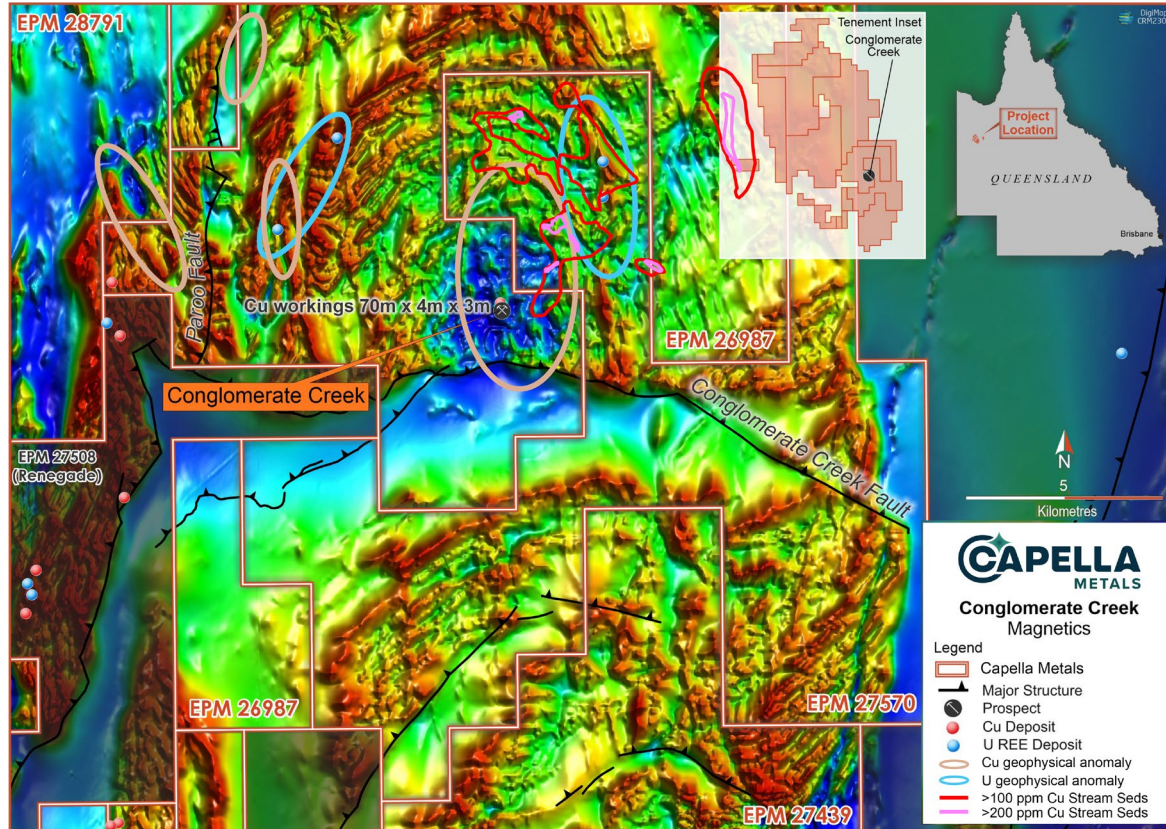 EPM 28791
Tenement Inset
Conglomerate
Creek
DigiMap
CRM230
Project
Location
QUEENSLAND
Brisbane
Paroo Fault
Cu workings 70m x 4m x 3m
EPM 26987
Conglomerate Creek
Conglomerate Creek Fault
EPM 27508
(Renegade)
N
5
Kilometres
EPM 26987
EPM 27570
EPM 27439
CAPELLA
METALS
Conglomerate Creek
Magnetics
Legend
Capella Metals
Major Structure
Prospect
Cu Deposit
U REE Deposit
Cu geophysical anomaly
U geophysical anomaly
>100 ppm Cu Stream Seds
>200 ppm Cu Stream Seds